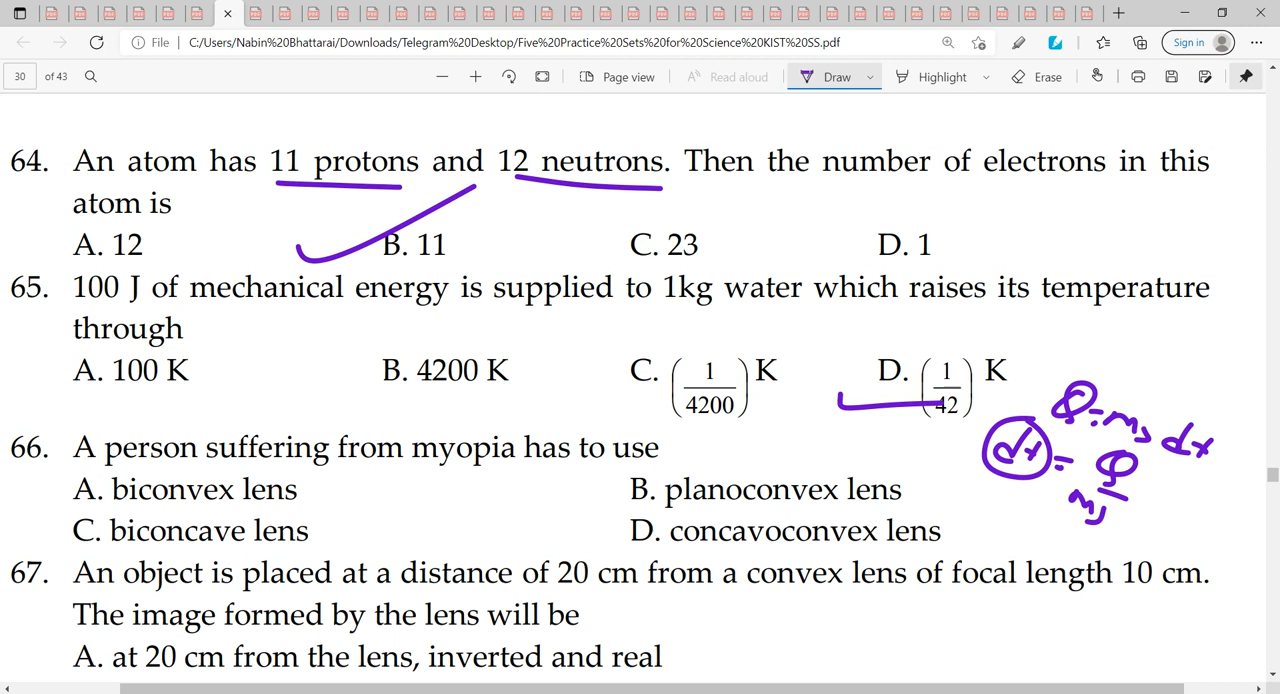 File | C:/Users/Nabin%20Bhattarai/Downloads/Telegram%20Desktop/Five%20Practice%20Sets%20for%20Science%20KIST%20SS.pdf
Sign in
30 of 43
Page view
Read aloud
Draw
Highlight
Erase
64. An atom has 11 protons and 12 neutrons. Then the number of electrons in this
atom is
A. 12 B. 11 C. 23 D. 1
65. 100 J of mechanical energy is supplied to 1kg water which raises its temperature
through
A. 100 K B. 4200 K C. (1/4200) K D. (1/42) K
Q = ms dt
dt = Q/ms
66. A person suffering from myopia has to use
A. biconvex lens B. planoconvex lens
C. biconcave lens D. concavoconvex lens
67. An object is placed at a distance of 20 cm from a convex lens of focal length 10 cm.
The image formed by the lens will be
A. at 20 cm from the lens, inverted and real